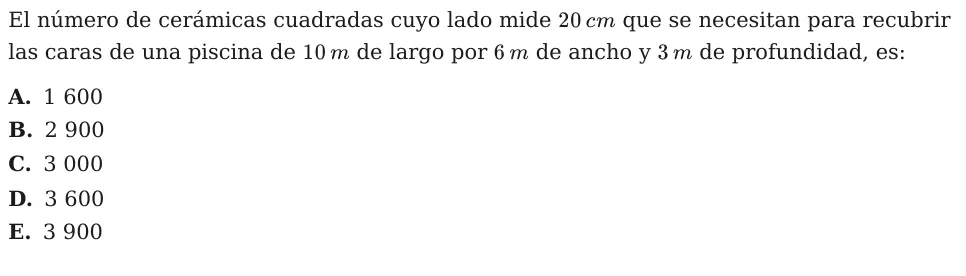 El número de cerámicas cuadradas cuyo lado mide 20 cm que se necesitan para recubrir
las caras de una piscina de 10 m de largo por 6 m de ancho y 3 m de profundidad, es:
A. 1 600
B. 2 900
C. 3 000
D. 3 600
E. 3 900